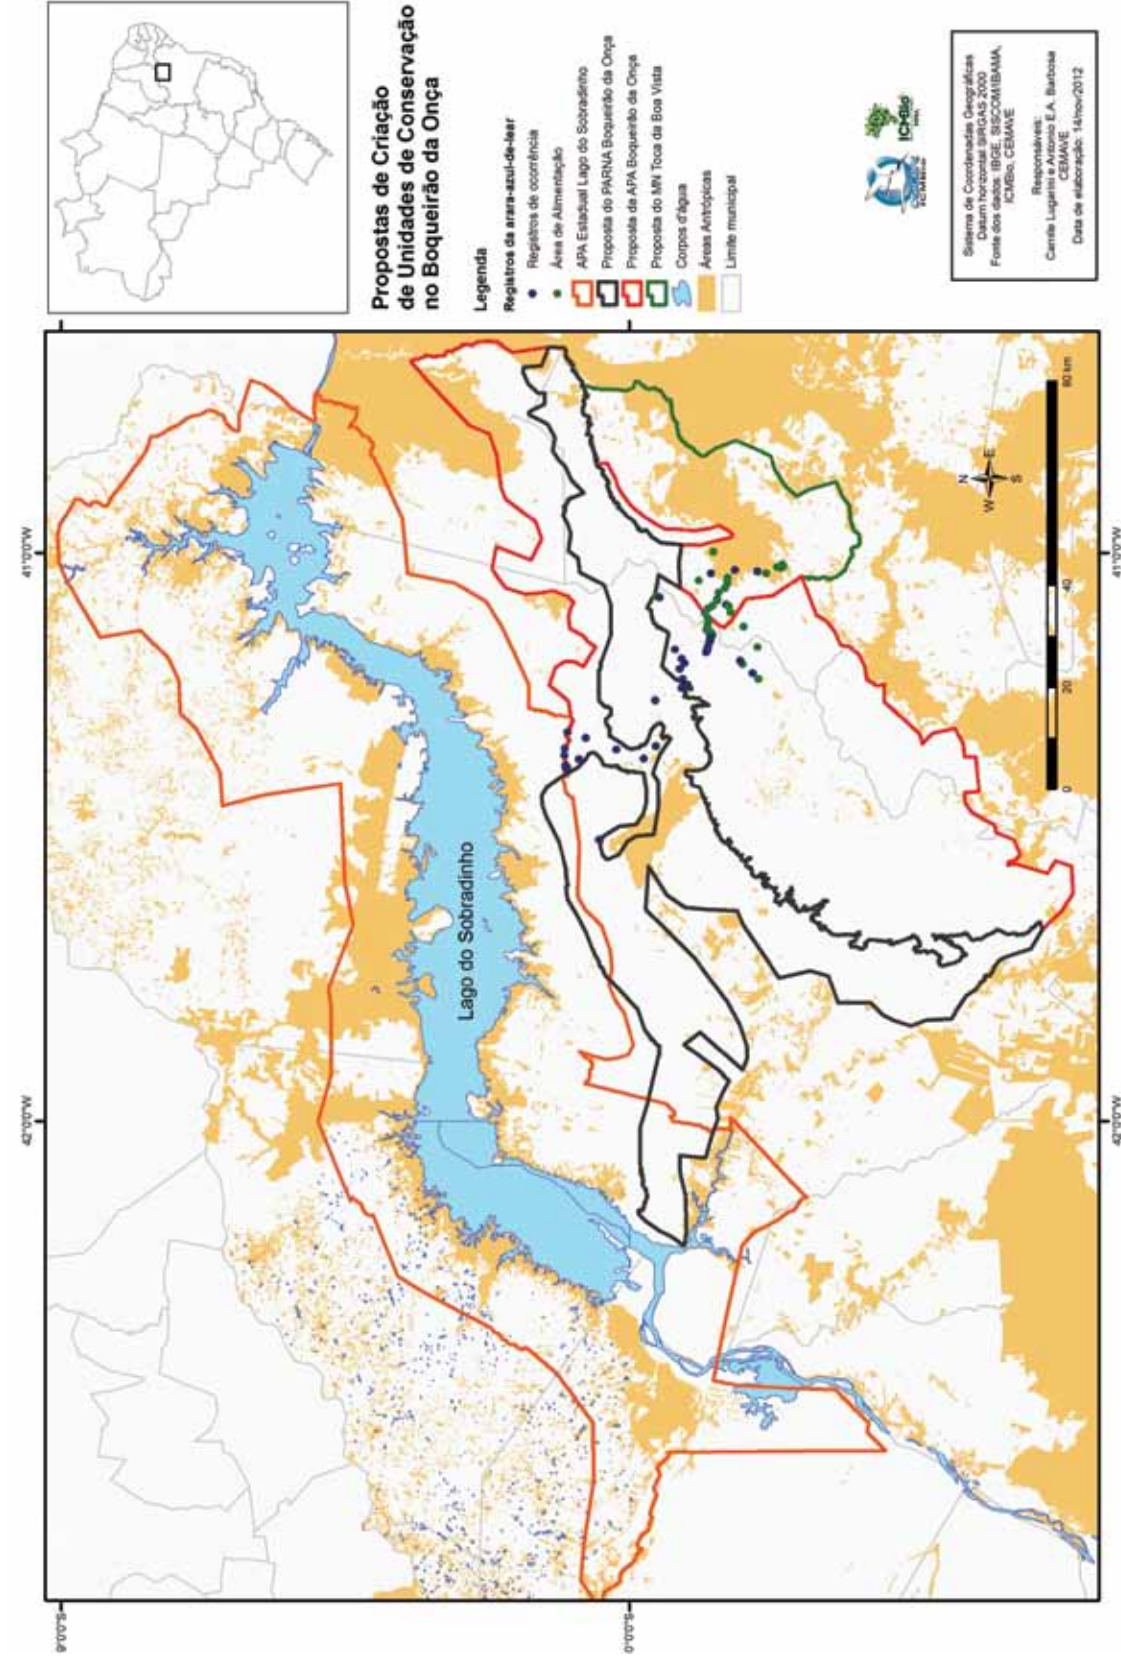 Propostas de Criação
de Unidades de Conservação
no Boqueirão da Onça
Legenda
Registros da arara-azul-de-lear
Registros de ocorrência
Área de Alimentação
APA Estadual Lago do Sobradinho
Proposta do PARNA Boqueirão da Onça
Proposta da APA Boqueirão da Onça
Proposta do MN Toca da Boa Vista
Corpos d'água
Áreas Antrópicas
Limite municipal
ICMBio
Sistema de Coordenadas Geográficas
Datum horizontal SIRGAS 2000
Fonte dos dados: IBGE, SISCOM/IBAMA,
ICMBio, CEMAVE
Responsáveis:
Camile Lugarini e Antonio E.A. Barbosa
CEMAVE
Data de elaboração: 14/nov/2012
42°0'0"W
41°0'0"W
Lago do Sobradinho
N
W E
S
0 20 40 80 km
42°0'0"W
41°0'0"W